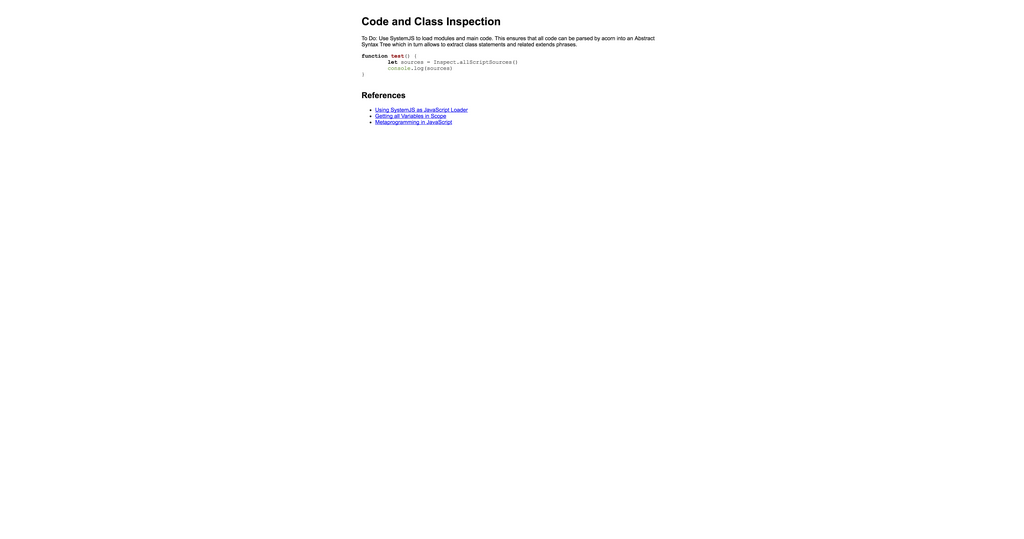 Code and Class Inspection
To Do: Use SystemJS to load modules and main code. This ensures that all code can be parsed by acorn into an Abstract
Syntax Tree which in turn allows to extract class statements and related extends phrases.
function test() {
        let sources = Inspect.allScriptSources()
        console.log(sources)
}
References
• Using SystemJS as JavaScript Loader
• Getting all Variables in Scope
• Metaprogramming in JavaScript